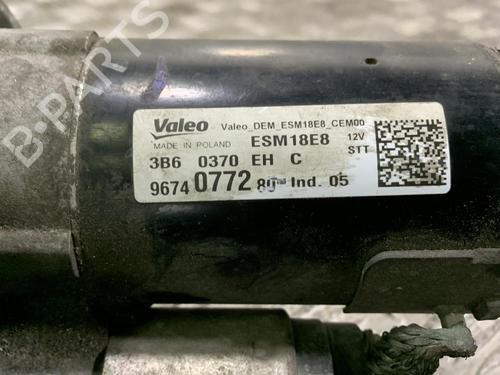 B-PARTS
Valeo Valeo_DEM_ESM18E8_CEM00
MADE IN POLAND ESM18E8 12V
3B6 0370 EH C STT
9674 0772 80 Ind. 05